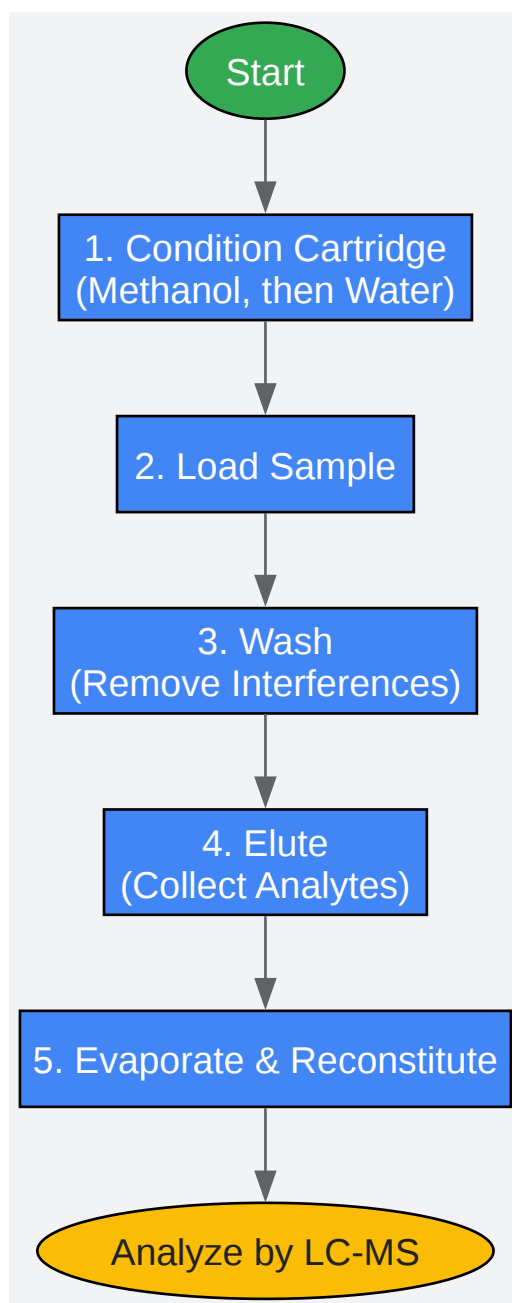 Start
1. Condition Cartridge
(Methanol, then Water)
2. Load Sample
3. Wash
(Remove Interferences)
4. Elute
(Collect Analytes)
5. Evaporate & Reconstitute
Analyze by LC-MS